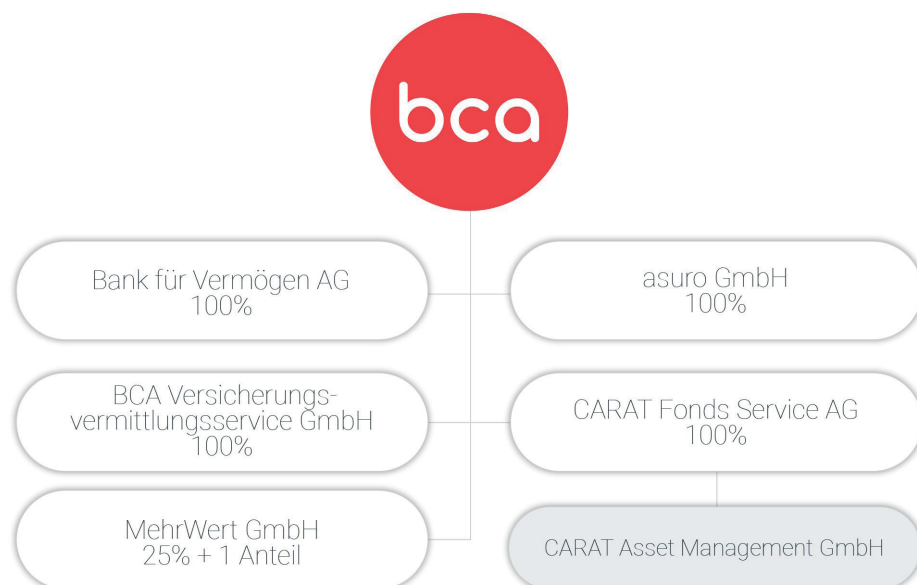 bca
Bank für Vermögen AG
100%
asuro GmbH
100%
BCA Versicherungs-
vermittlungsservice GmbH
100%
CARAT Fonds Service AG
100%
MehrWert GmbH
25% + 1 Anteil
CARAT Asset Management GmbH